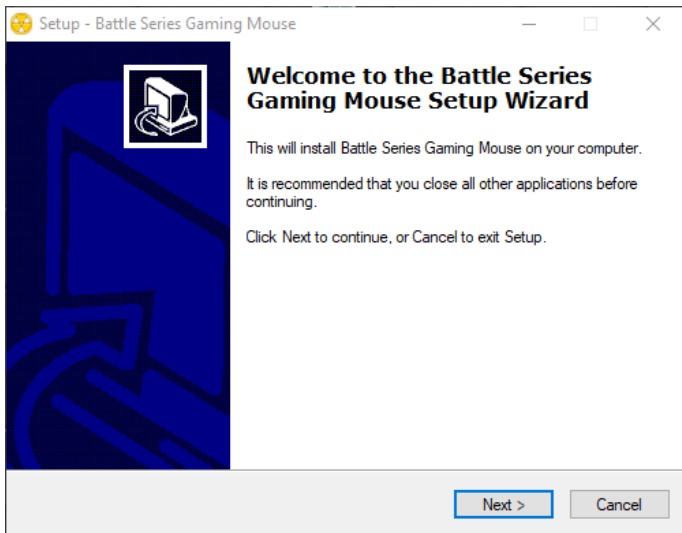 Setup - Battle Series Gaming Mouse
Welcome to the Battle Series
Gaming Mouse Setup Wizard
This will install Battle Series Gaming Mouse on your computer.
It is recommended that you close all other applications before
continuing.
Click Next to continue, or Cancel to exit Setup.
Next >
Cancel